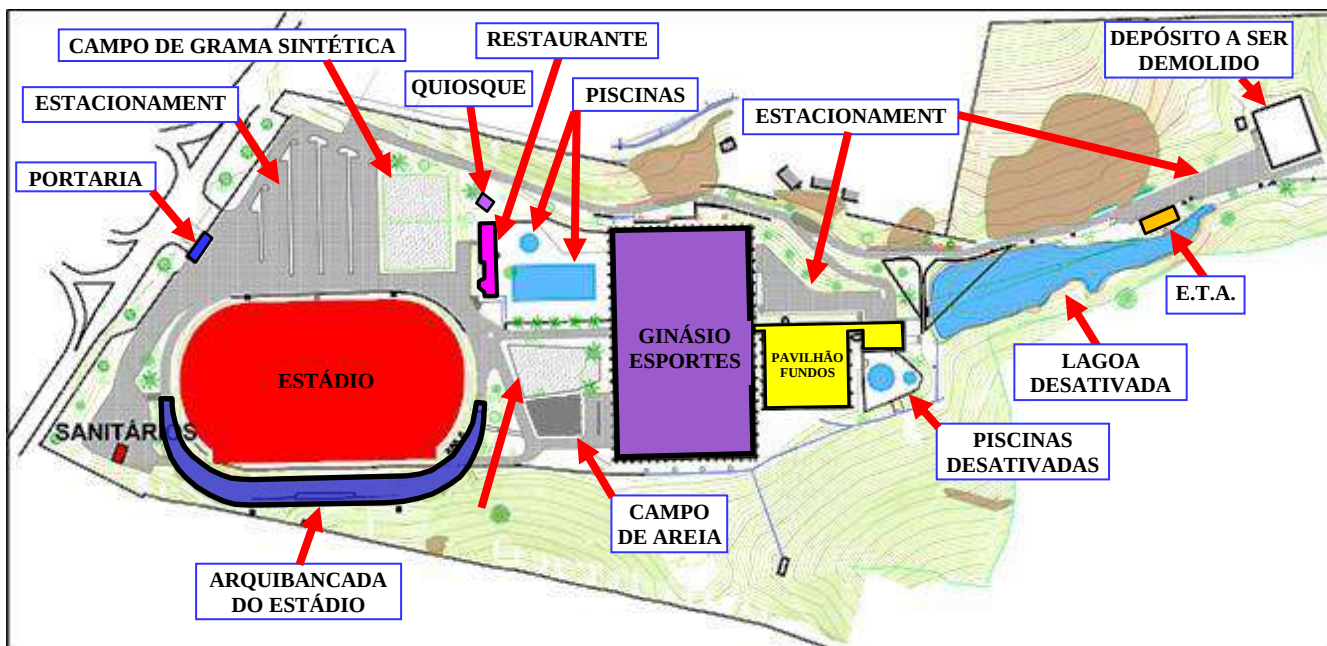 CAMPO DE GRAMA SINTÉTICA
RESTAURANTE
DEPÓSITO A SER
DEMOLIDO
ESTACIONAMENT
QUIOSQUE
PISCINAS
ESTACIONAMENT
PORTARIA
E.T.A.
GINÁSIO
ESPORTES
PAVILHÃO
FUNDOS
LAGOA
DESATIVADA
ESTÁDIO
SANITÁRIOS
PISCINAS
DESATIVADAS
CAMPO
DE AREIA
ARQUIBANCADA
DO ESTÁDIO